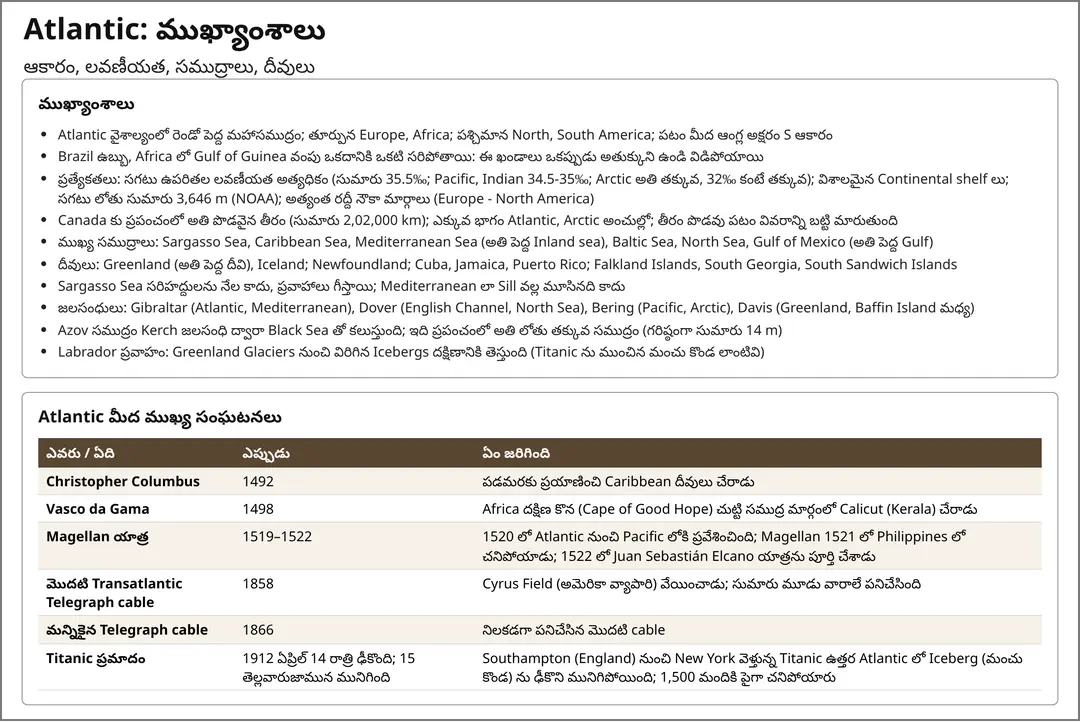 Atlantic: ముఖ్యాంశాలు
ఆకారం, లవణీయత, సముద్రాలు, దీవులు
ముఖ్యాంశాలు
• Atlantic వైశాల్యంలో రెండో పెద్ద మహాసముద్రం; తూర్పున Europe, Africa; పశ్చిమాన North, South America; పటం మీద ఆంగ్ల అక్షరం S ఆకారం
• Brazil ఉబ్బు, Africa లో Gulf of Guinea వంపు ఒకదానికి ఒకటి సరిపోతాయి: ఈ ఖండాలు ఒకప్పుడు అతుక్కుని ఉండి విడిపోయాయి
• ప్రత్యేకతలు: సగటు ఉపరితల లవణీయత అత్యధికం (సుమారు 35.5‰; Pacific, Indian 34.5-35‰; Arctic అతి తక్కువ, 32‰ కంటే తక్కువ); విశాలమైన Continental shelf లు;
సగటు లోతు సుమారు 3,646 m (NOAA); అత్యంత రద్దీ నౌకా మార్గాలు (Europe - North America)
• Canada కు ప్రపంచంలో అతి పొడవైన తీరం (సుమారు 2,02,000 km); ఎక్కువ భాగం Atlantic, Arctic అంచుల్లో; తీరం పొడవు పటం వివరాన్ని బట్టి మారుతుంది
• ముఖ్య సముద్రాలు: Sargasso Sea, Caribbean Sea, Mediterranean Sea (అతి పెద్ద Inland sea), Baltic Sea, North Sea, Gulf of Mexico (అతి పెద్ద Gulf)
• దీవులు: Greenland (అతి పెద్ద దీవి), Iceland; Newfoundland; Cuba, Jamaica, Puerto Rico; Falkland Islands, South Georgia, South Sandwich Islands
• Sargasso Sea సరిహద్దులను నేల కాదు, ప్రవాహాలు గీస్తాయి; Mediterranean లా Sill వల్ల మూసినది కాదు
• జలసంధులు: Gibraltar (Atlantic, Mediterranean), Dover (English Channel, North Sea), Bering (Pacific, Arctic), Davis (Greenland, Baffin Island మధ్య)
• Azov సముద్రం Kerch జలసంధి ద్వారా Black Sea తో కలుస్తుంది; ఇది ప్రపంచంలో అతి లోతు తక్కువ సముద్రం (గరిష్ఠంగా సుమారు 14 m)
• Labrador ప్రవాహం: Greenland Glaciers నుంచి విరిగిన Icebergs దక్షిణానికి తెస్తుంది (Titanic ను ముంచిన మంచు కొండ లాంటివి)
Atlantic మీద ముఖ్య సంఘటనలు
ఎవరు / ఏది ఎప్పుడు ఏం జరిగింది
Christopher Columbus 1492 పడమరకు ప్రయాణించి Caribbean దీవులు చేరాడు
Vasco da Gama 1498 Africa దక్షిణ కొన (Cape of Good Hope) చుట్టి సముద్ర మార్గంలో Calicut (Kerala) చేరాడు
Magellan యాత్ర 1519–1522 1520 లో Atlantic నుంచి Pacific లోకి ప్రవేశించింది; Magellan 1521 లో Philippines లో
చనిపోయాడు; 1522 లో Juan Sebastián Elcano యాత్రను పూర్తి చేశాడు
మొదటి Transatlantic 1858 Cyrus Field (అమెరికా వ్యాపారి) వేయించాడు; సుమారు మూడు వారాలే పనిచేసింది
Telegraph cable
మన్నికైన Telegraph cable 1866 నిలకడగా పనిచేసిన మొదటి cable
Titanic ప్రమాదం 1912 ఏప్రిల్ 14 రాత్రి ఢీకొంది; 15 Southampton (England) నుంచి New York వెళ్తున్న Titanic ఉత్తర Atlantic లో Iceberg (మంచు
తెల్లవారుజామున మునిగింది కొండ) ను ఢీకొని మునిగిపోయింది; 1,500 మందికి పైగా చనిపోయారు